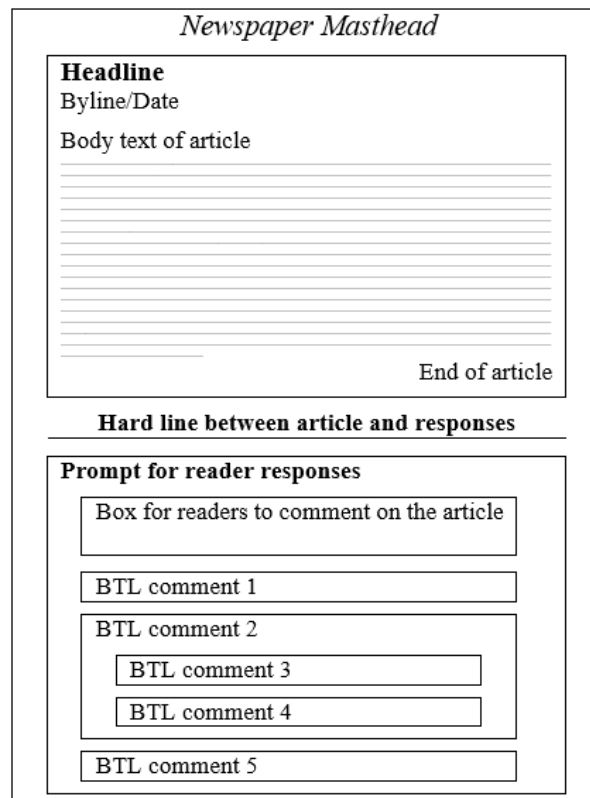 Newspaper Masthead
Headline
Byline/Date
Body text of article
End of article
Hard line between article and responses
Prompt for reader responses
Box for readers to comment on the article
BTL comment 1
BTL comment 2
BTL comment 3
BTL comment 4
BTL comment 5